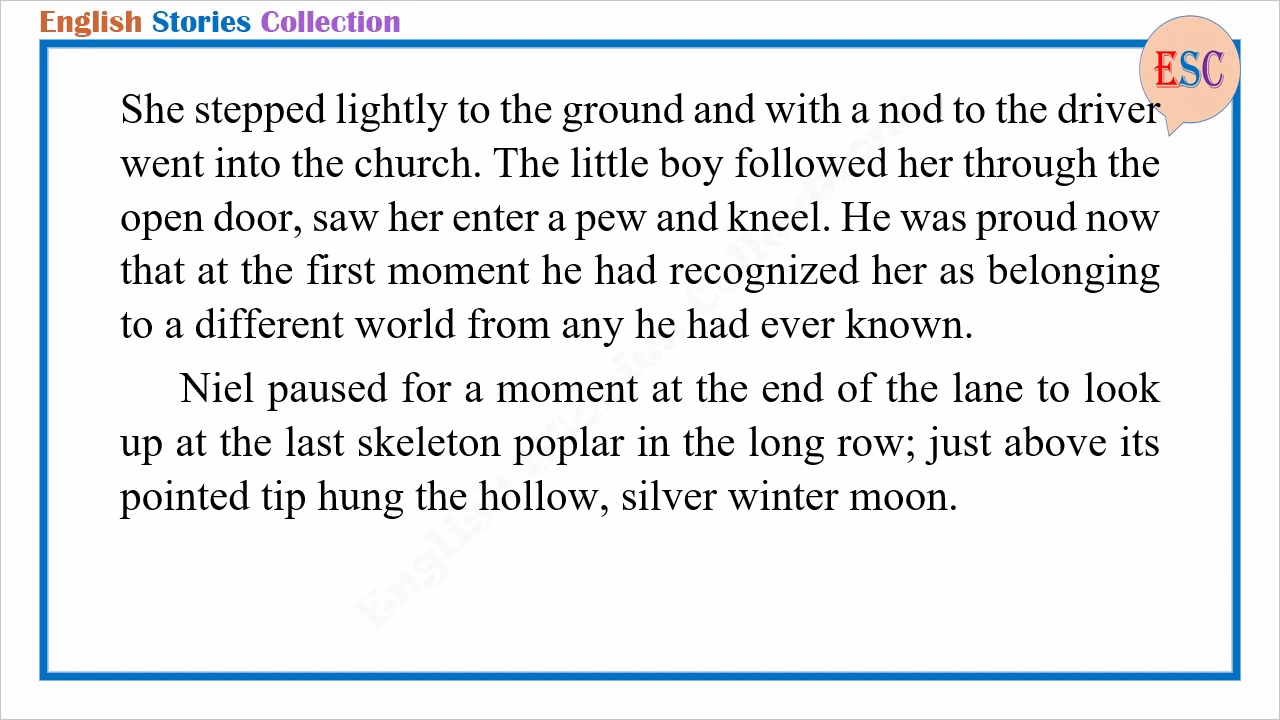 English Stories Collection
ESC
She stepped lightly to the ground and with a nod to the driver
went into the church. The little boy followed her through the
open door, saw her enter a pew and kneel. He was proud now
that at the first moment he had recognized her as belonging
to a different world from any he had ever known.
Niel paused for a moment at the end of the lane to look
up at the last skeleton poplar in the long row; just above its
pointed tip hung the hollow, silver winter moon.
English Stories Collection